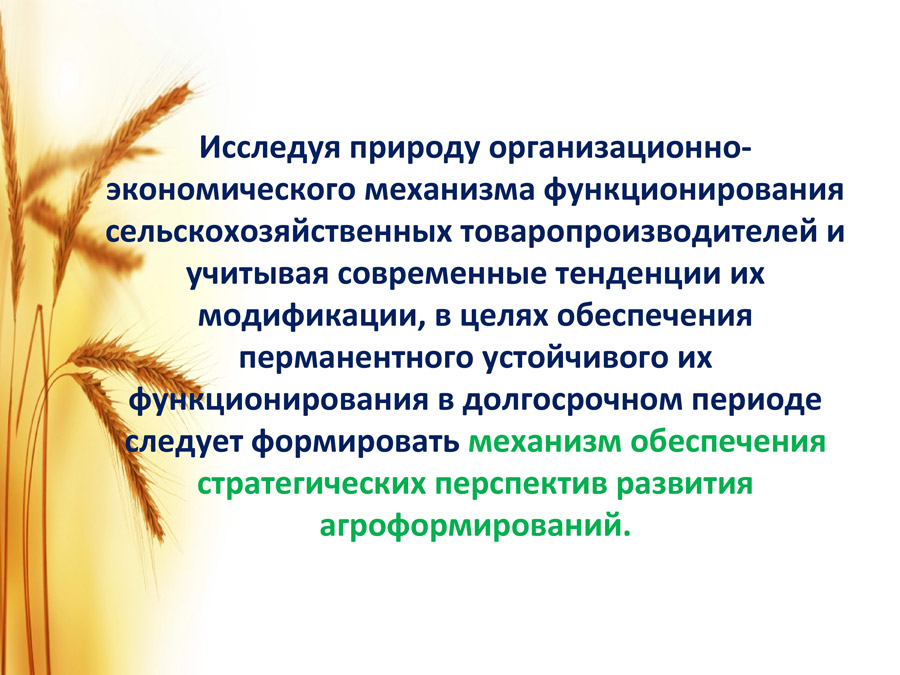 Исследуя природу организационно-
экономического механизма функционирования
сельскохозяйственных товаропроизводителей и
учитывая современные тенденции их
модификации, в целях обеспечения
перманентного устойчивого их
функционирования в долгосрочном периоде
следует формировать механизм обеспечения
стратегических перспектив развития
агроформирований.